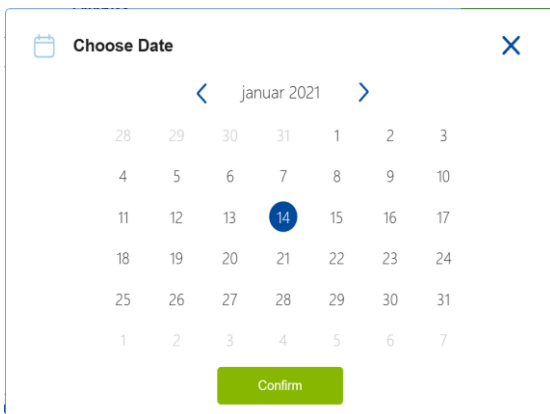 Choose Date
januar 2021
28 29 30 31 1 2 3
4 5 6 7 8 9 10
11 12 13 14 15 16 17
18 19 20 21 22 23 24
25 26 27 28 29 30 31
1 2 3 4 5 6 7
Confirm